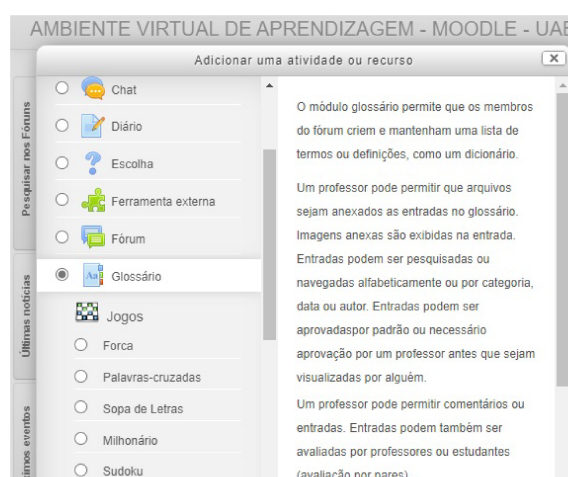 AMBIENTE VIRTUAL DE APRENDIZAGEM - MOODLE - UAB
Adicionar uma atividade ou recurso
Pesquisar nos Fóruns
Últimas notícias
eventos
Chat
Diário
Escolha
Ferramenta externa
Fórum
Glossário
Jogos
Forca
Palavras-cruzadas
Sopa de Letras
Milhonário
Sudoku
O módulo glossário permite que os membros
do fórum criem e mantenham uma lista de
termos ou definições, como um dicionário.
Um professor pode permitir que arquivos
sejam anexados as entradas no glossário.
Imagens anexas são exibidas na entrada.
Entradas podem ser pesquisadas ou
navegadas alfabeticamente ou por categoria,
data ou autor. Entradas podem ser
aprovadaspor padrão ou necessário
aprovação por um professor antes que sejam
visualizadas por alguém.
Um professor pode permitir comentários ou
entradas. Entradas podem também ser
avaliadas por professores ou estudantes
(avaliação por pares)